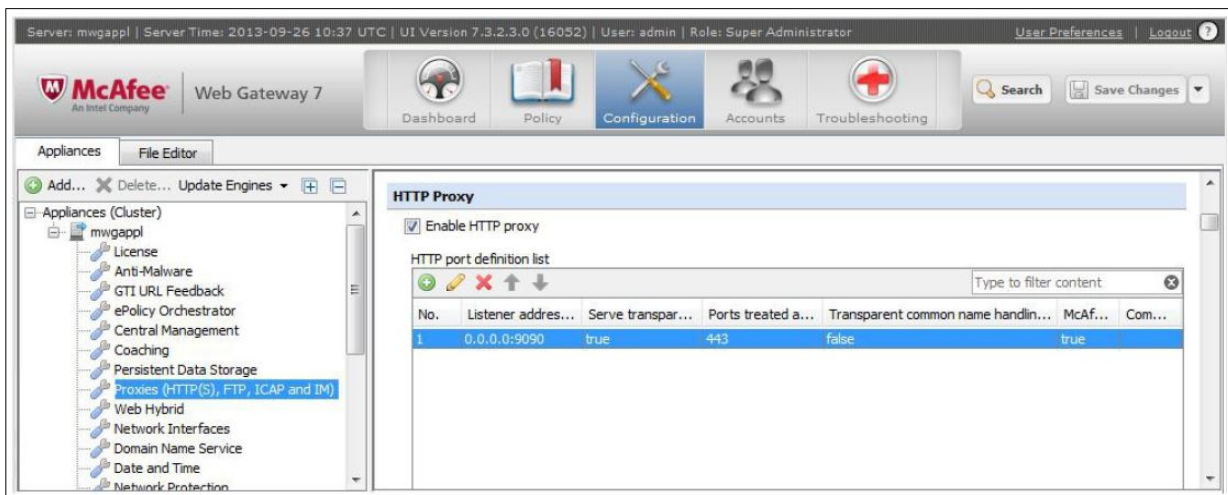 Server: mwgappl | Server Time: 2013-09-26 10:37 UTC | UI Version 7.3.2.3.0 (16052) | User: admin | Role: Super Administrator
User Preferences | Logout ?
McAfee
An Intel Company
Web Gateway 7
Dashboard
Policy
Configuration
Accounts
Troubleshooting
Search
Save Changes
Appliances
File Editor
Add... Delete... Update Engines
Appliances (Cluster)
mwgappl
License
Anti-Malware
GTI URL Feedback
ePolicy Orchestrator
Central Management
Coaching
Persistent Data Storage
Proxies (HTTP(S), FTP, ICAP and IM)
Web Hybrid
Network Interfaces
Domain Name Service
Date and Time
Network Protection
HTTP Proxy
Enable HTTP proxy
HTTP port definition list
Type to filter content
No. Listener addres... Serve transpar... Ports treated a... Transparent common name handlin... McAf... Com...
1 0.0.0.0:9090 true 443 false true